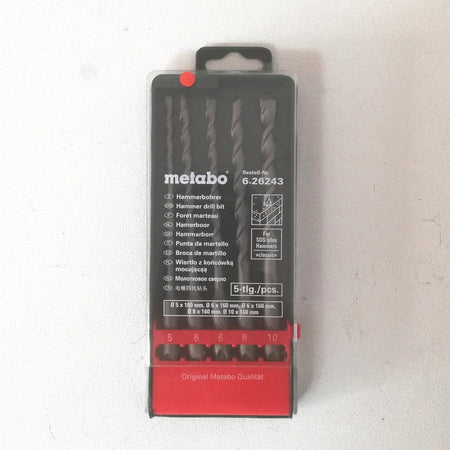 metabo
Bestell-Nr.
6.26243
Hammerbohrer
Hammer drill bit
Foret marteau
Hamerboor
Hammarborr
Punta da martello
Broca de martillo
Wiertło z końcówką
mocującą
Молотковое сверло
For
SDS-plus
Hammers
«classic»
5-tlg./pcs.
Ø 5 x 160 mm, Ø 6 x 160 mm, Ø 6 x 160 mm,
Ø 8 x 160 mm, Ø 10 x 160 mm
5 6 6 8 10
Original Metabo Qualität